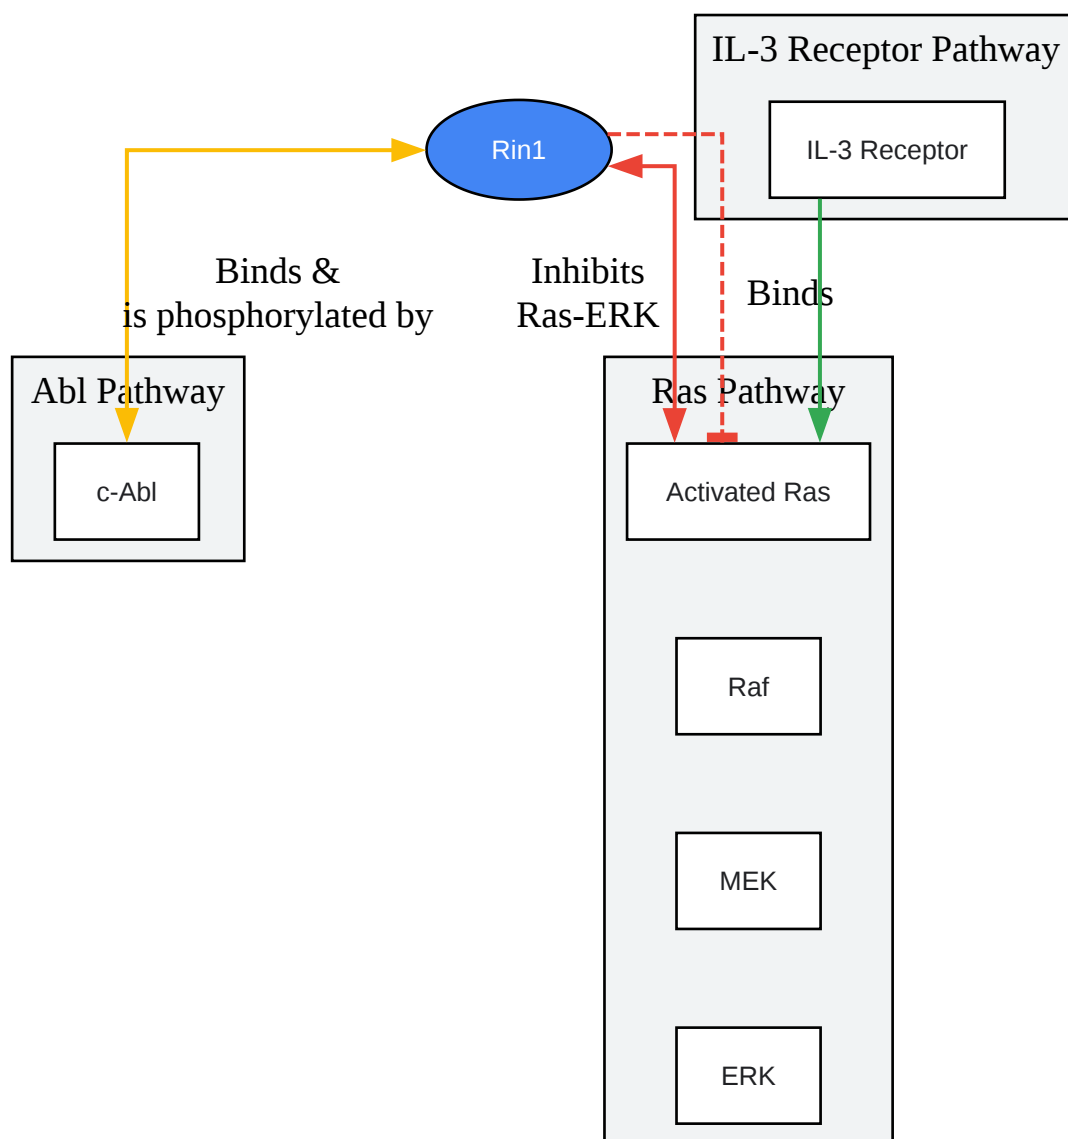 IL-3 Receptor Pathway
Rin1
IL-3 Receptor
Binds &
is phosphorylated by
Inhibits
Ras-ERK
Binds
Abl Pathway
Ras Pathway
c-Abl
Activated Ras
Raf
MEK
ERK